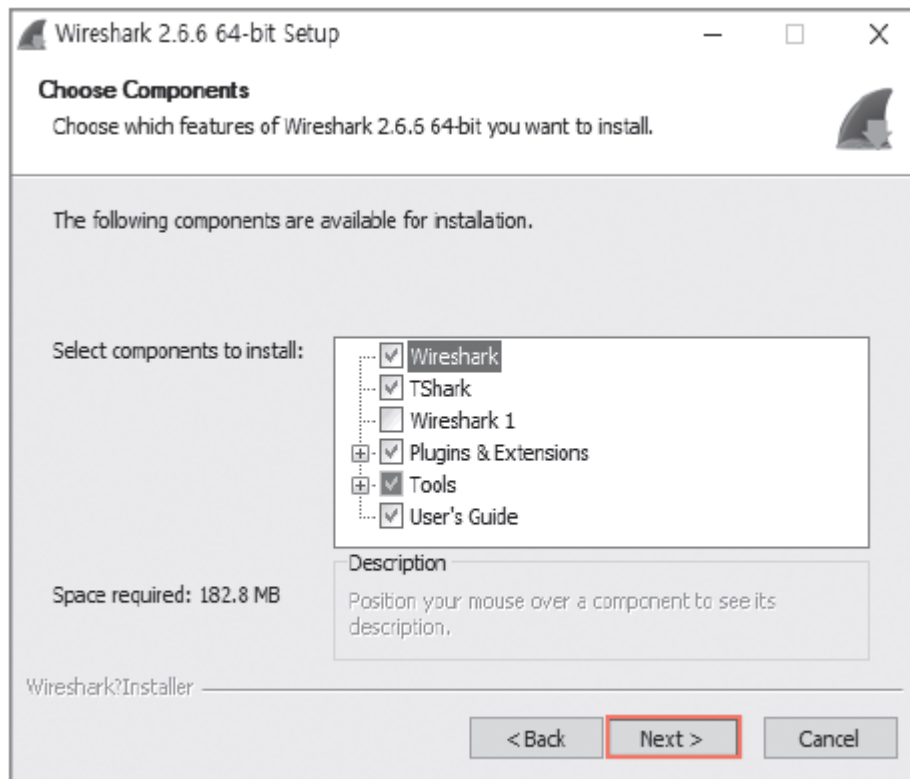 Wireshark 2.6.6 64-bit Setup
Choose Components
Choose which features of Wireshark 2.6.6 64-bit you want to install.
The following components are available for installation.
Select components to install:
Wireshark
TShark
Wireshark 1
Plugins & Extensions
Tools
User's Guide
Space required: 182.8 MB
Description
Position your mouse over a component to see its
description.
Wireshark?Installer
< Back
Next >
Cancel